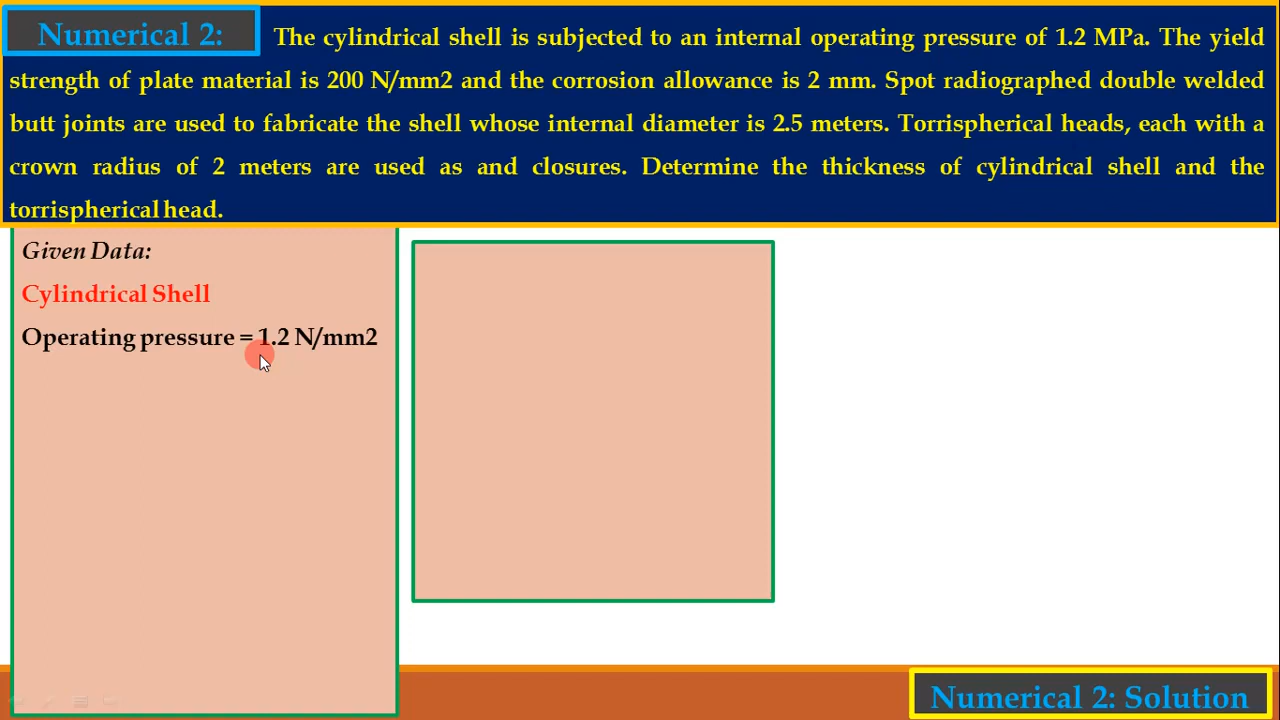 Numerical 2: The cylindrical shell is subjected to an internal operating pressure of 1.2 MPa. The yield
strength of plate material is 200 N/mm2 and the corrosion allowance is 2 mm. Spot radiographed double welded
butt joints are used to fabricate the shell whose internal diameter is 2.5 meters. Torrispherical heads, each with a
crown radius of 2 meters are used as and closures. Determine the thickness of cylindrical shell and the
torrispherical head.
Given Data:
Cylindrical Shell
Operating pressure = 1.2 N/mm2
Numerical 2: Solution